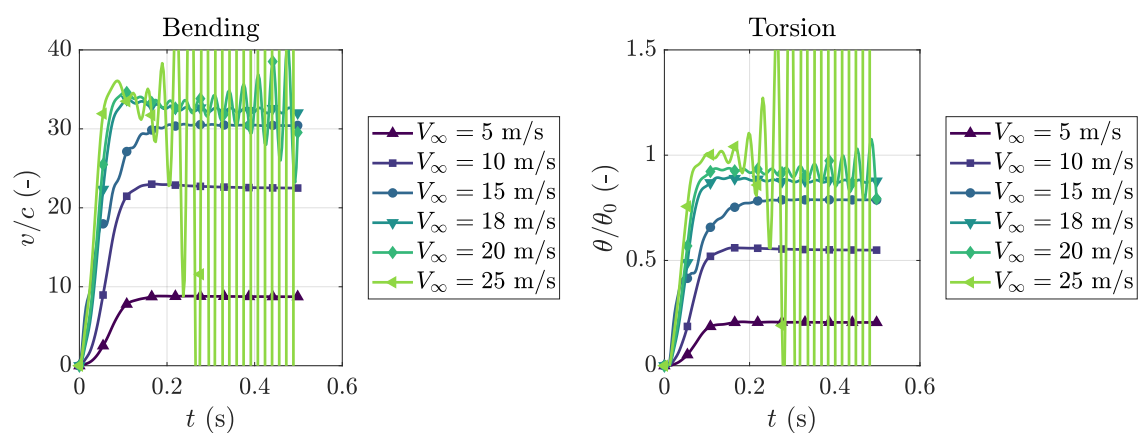 Bending
40
30
20
10
0
v/c (-)
0 0.2 0.4 0.6
t (s)
V∞ = 5 m/s
V∞ = 10 m/s
V∞ = 15 m/s
V∞ = 18 m/s
V∞ = 20 m/s
V∞ = 25 m/s
Torsion
1.5
1
0.5
0
θ/θ₀ (-)
0 0.2 0.4 0.6
t (s)
V∞ = 5 m/s
V∞ = 10 m/s
V∞ = 15 m/s
V∞ = 18 m/s
V∞ = 20 m/s
V∞ = 25 m/s